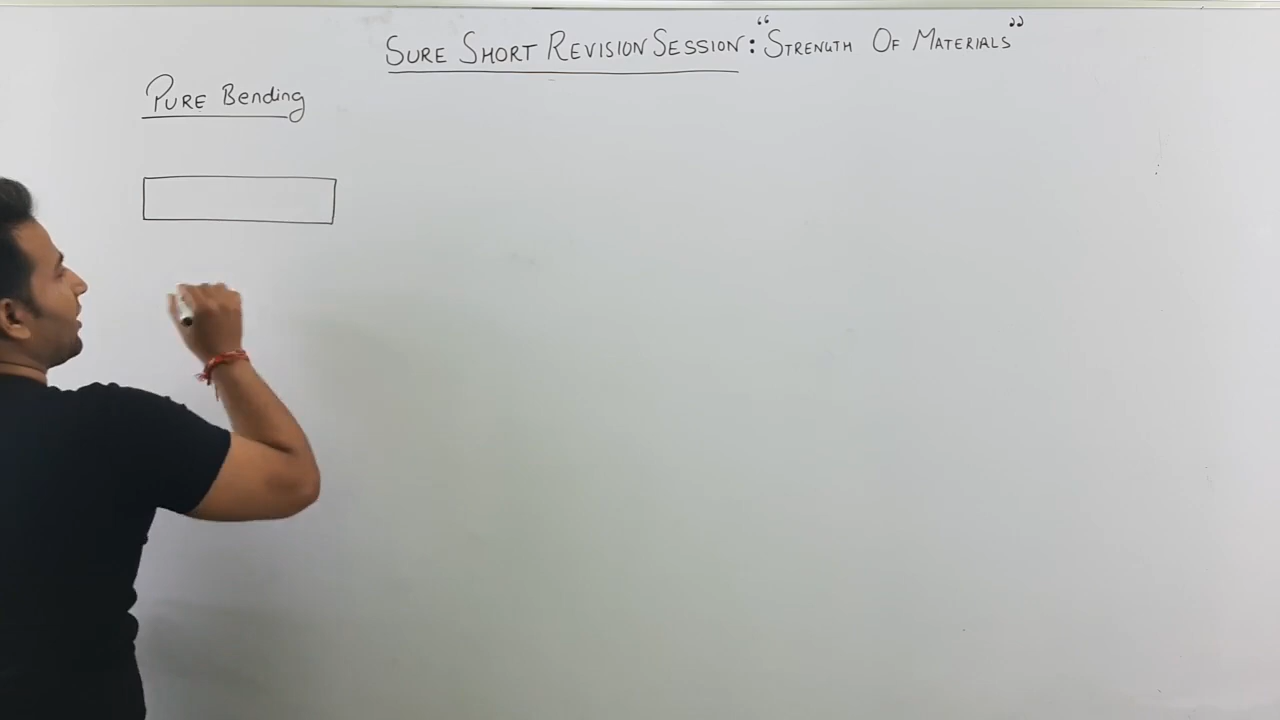 SURE SHORT REVISION SESSION: "STRENGTH OF MATERIALS"
PURE Bending